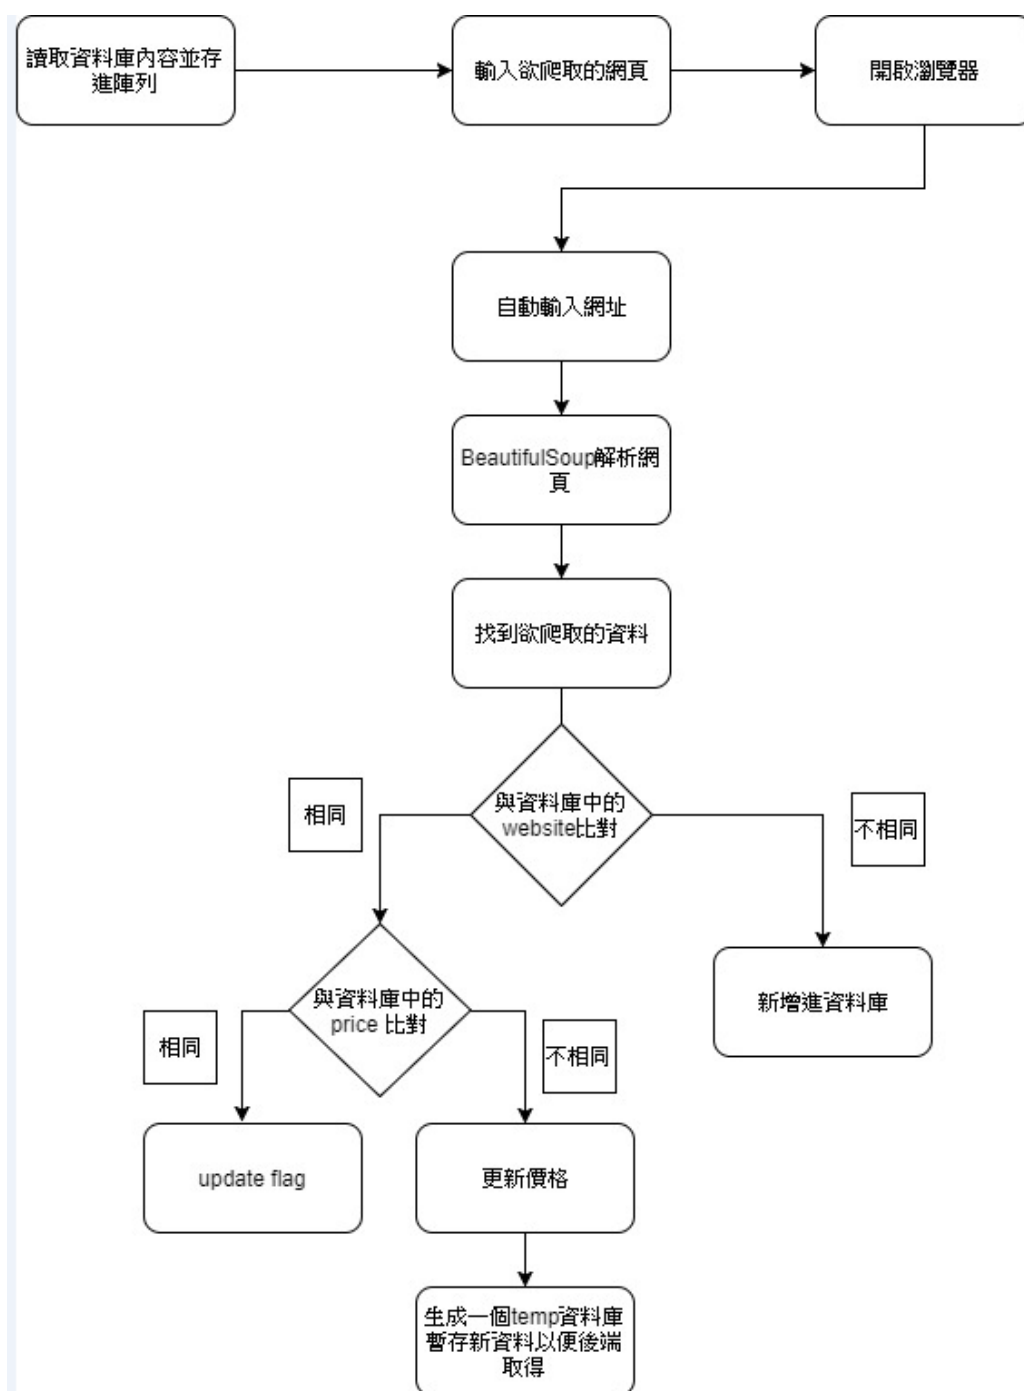 讀取資料庫內容並存
進陣列
輸入欲爬取的網頁
開啟瀏覽器
自動輸入網址
BeautifulSoup解析網
頁
找到欲爬取的資料
與資料庫中的
website比對
相同
不相同
與資料庫中的
price 比對
新增進資料庫
相同
不相同
update flag
更新價格
生成一個temp資料庫
暫存新資料以便後端
取得